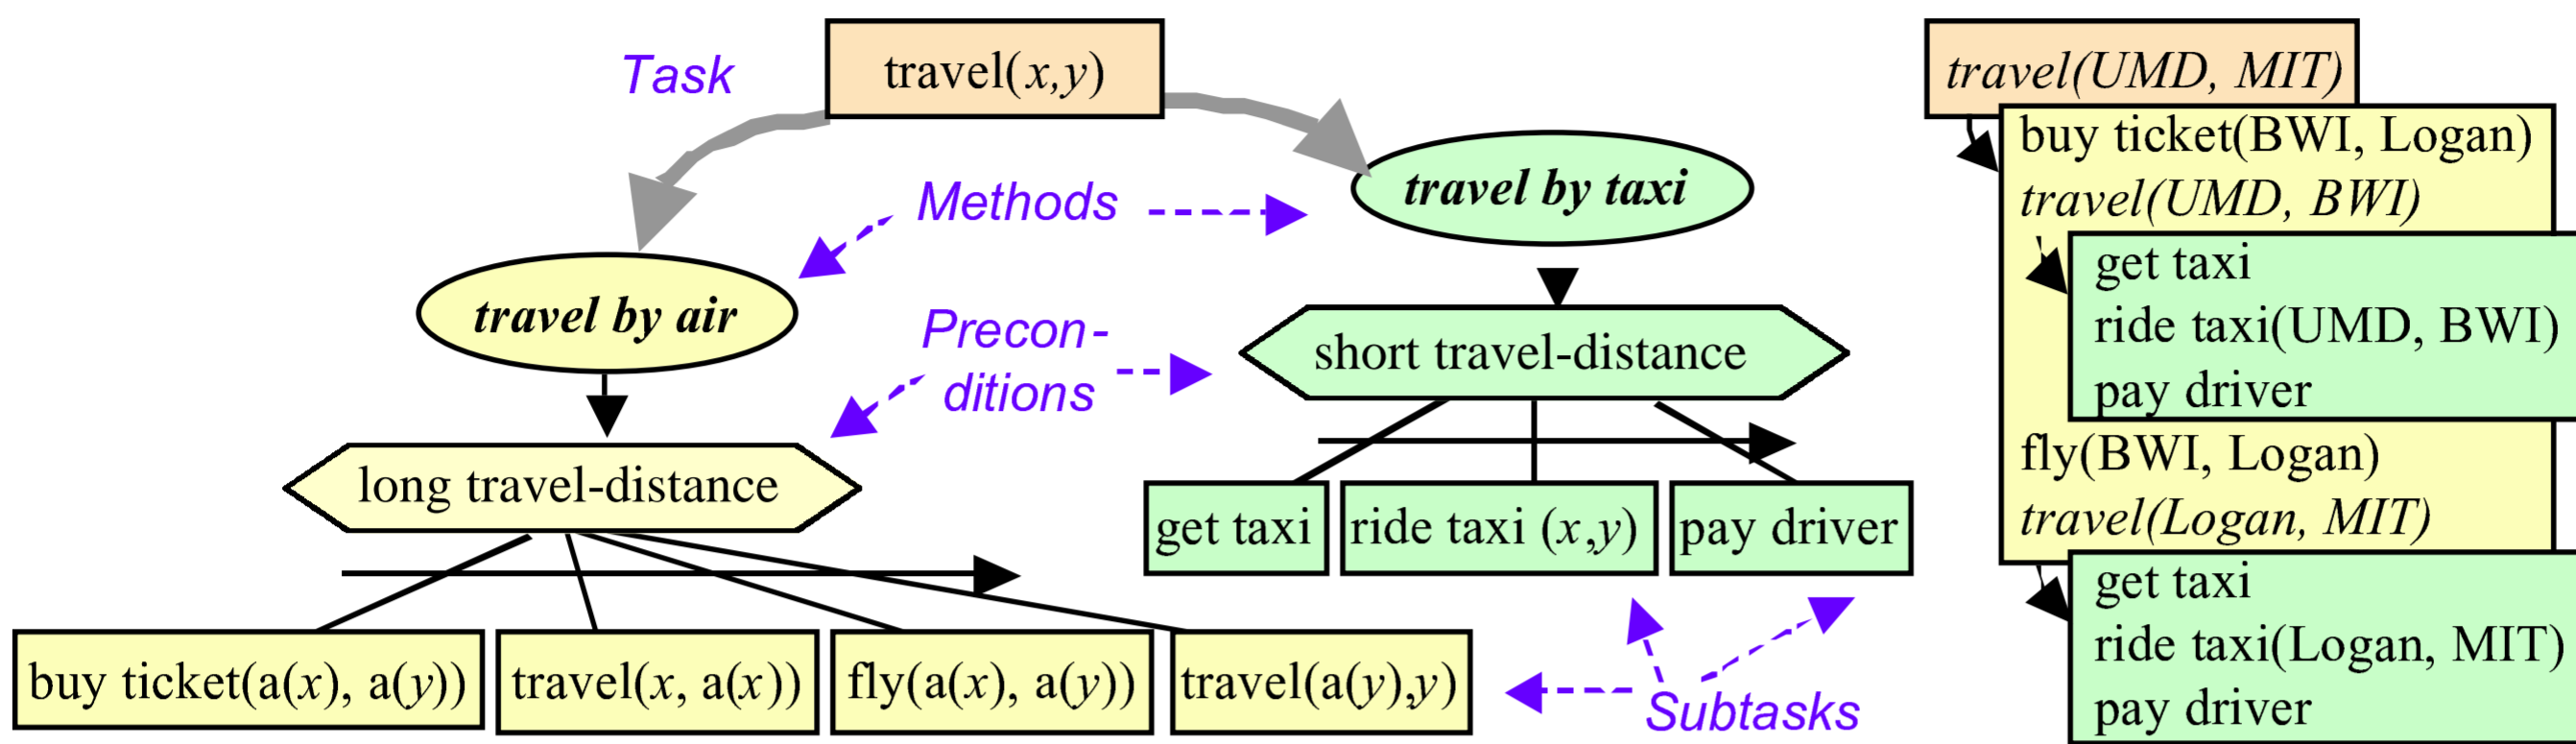 Task
travel(x,y)
Methods
travel by taxi
travel by air
Precon-
ditions
short travel-distance
long travel-distance
get taxi
ride taxi (x,y)
pay driver
buy ticket(a(x), a(y))
travel(x, a(x))
fly(a(x), a(y))
travel(a(y),y)
Subtasks
travel(UMD, MIT)
buy ticket(BWI, Logan)
travel(UMD, BWI)
get taxi
ride taxi(UMD, BWI)
pay driver
fly(BWI, Logan)
travel(Logan, MIT)
get taxi
ride taxi(Logan, MIT)
pay driver